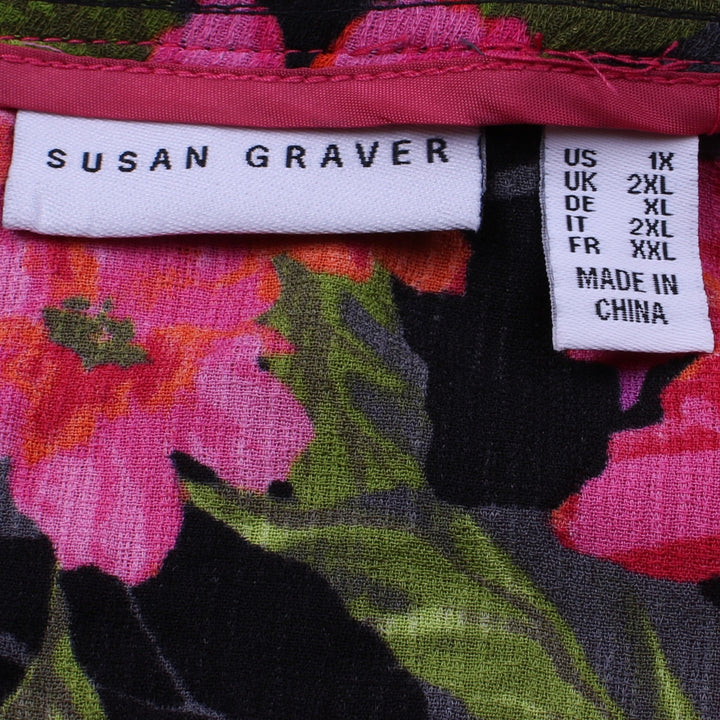 SUSAN GRAVER
US 1X
UK 2XL
DE XL
IT 2XL
FR XXL
MADE IN
CHINA